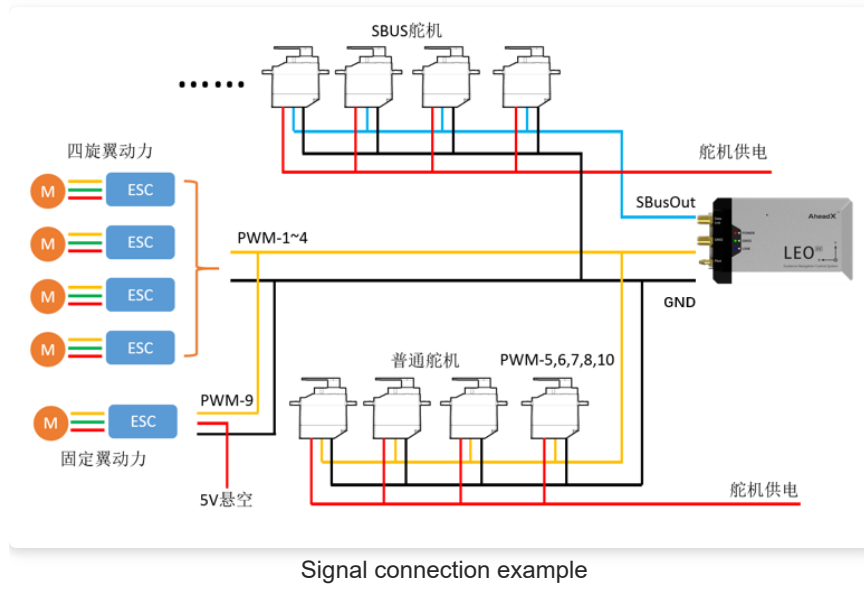 SBUS舵机
······
四旋翼动力
舵机供电
M
ESC
SBusOut
AheadX
M
ESC
PWM-1~4
LEO
M
ESC
GND
M
ESC
普通舵机
PWM-5,6,7,8,10
PWM-9
M
ESC
固定翼动力
5V悬空
舵机供电
Signal connection example